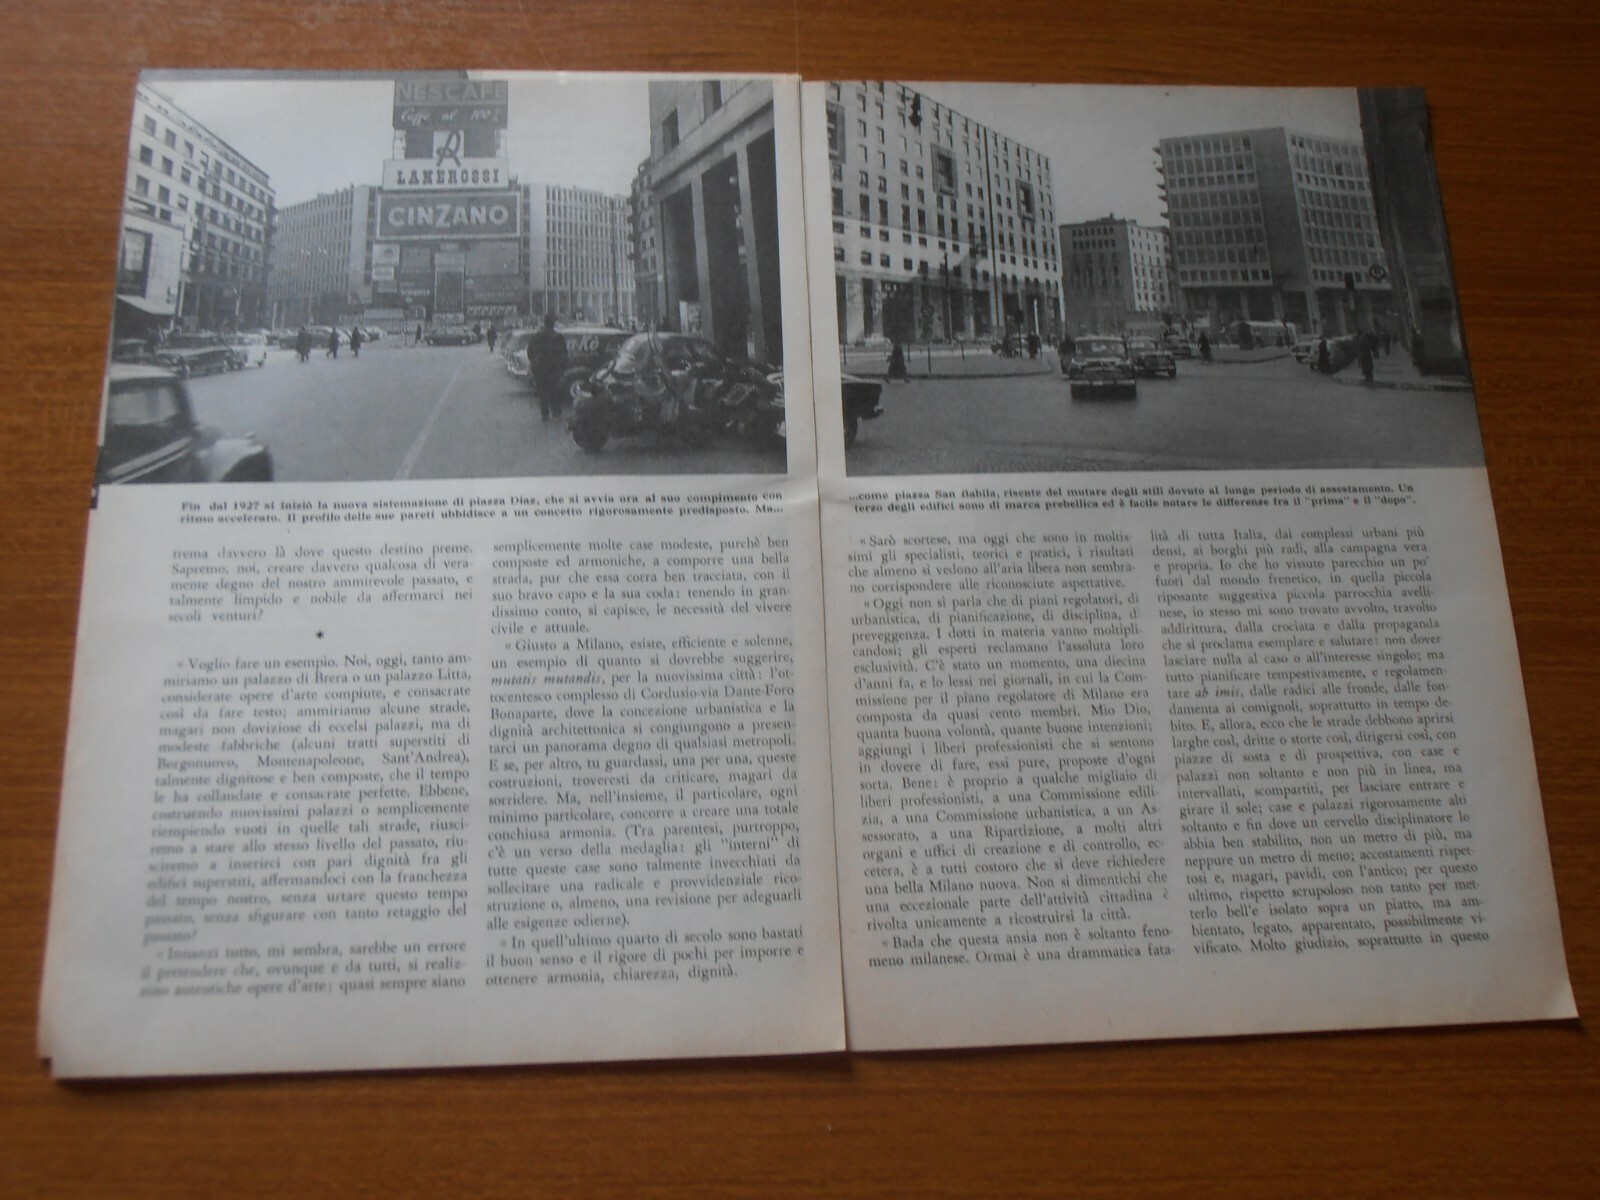 NESCAFÈ
Caffè al 100%
LANEROSSI
CINZANO
Fin dal 1927 si iniziò la nuova sistemazione di piazza Diaz, che si avvia ora al suo compimento con
ritmo accelerato. Il profilo delle sue pareti ubbidisce a un concetto rigorosamente predisposto. Ma...
trema davvero là dove questo destino preme.
Sapremo, noi, creare davvero qualcosa di vera-
mente degno del nostro ammirevole passato, e
talmente limpido e nobile da affermarci nei
secoli venturi?
*
« Voglio fare un esempio. Noi, oggi, tanto am-
miriamo un palazzo di Brera o un palazzo Litta,
considerate opere d'arte compiute, e consacrate
così da fare testo; ammiriamo alcune strade,
magari non doviziose di eccelsi palazzi, ma di
modeste fabbriche (alcuni tratti superstiti di
Borgonuovo, Montenapoleone, Sant'Andrea),
talmente dignitose e ben composte, che il tempo
le ha collaudate e consacrate perfette. Ebbene,
costruendo nuovissimi palazzi o semplicemente
riempiendo vuoti in quelle tali strade, riusci-
remo a stare allo stesso livello del passato, riu-
sciremo a inserirci con pari dignità fra gli
edifici superstiti, affermandoci con la franchezza
del tempo nostro, senza urtare questo tempo
passato, senza sfigurare con tanto retaggio del
passato?
« Innanzi tutto, mi sembra, sarebbe un errore
il pretendere che, ovunque e da tutti, si realiz-
zino autentiche opere d'arte: quasi sempre siano
semplicemente molte case modeste, purchè ben
composte ed armoniche, a comporre una bella
strada, pur che essa corra ben tracciata, con il
suo bravo capo e la sua coda: tenendo in gran-
dissimo conto, si capisce, le necessità del vivere
civile e attuale.
« Giusto a Milano, esiste, efficiente e solenne,
un esempio di quanto si dovrebbe suggerire,
mutatis mutandis, per la nuovissima città: l'ot-
tocentesco complesso di Cordusio-via Dante-Foro
Bonaparte, dove la concezione urbanistica e la
dignità architettonica si congiungono a presen-
tarci un panorama degno di qualsiasi metropoli.
E se, per altro, tu guardassi, una per una, queste
costruzioni, troveresti da criticare, magari da
sorridere. Ma, nell'insieme, il particolare, ogni
minimo particolare, concorre a creare una totale
conchiusa armonia. (Tra parentesi, purtroppo,
c'è un verso della medaglia: gli "interni" di
tutte queste case sono talmente invecchiati da
sollecitare una radicale e provvidenziale rico-
struzione o, almeno, una revisione per adeguarli
alle esigenze odierne).
« In quell'ultimo quarto di secolo sono bastati
il buon senso e il rigore di pochi per imporre e
ottenere armonia, chiarezza, dignità.
...come piazza San Babila, risente del mutare degli stili dovuto al lungo periodo di assestamento. Un
terzo degli edifici sono di marca prebellica ed è facile notare le differenze fra il "prima" e il "dopo".
« Sarò scortese, ma oggi che sono in moltis-
simi gli specialisti, teorici e pratici, i risultati
che almeno si vedono all'aria libera non sembra-
no corrispondere alle riconosciute aspettative.
« Oggi non si parla che di piani regolatori, di
urbanistica, di pianificazione, di disciplina, d
preveggenza. I dotti in materia vanno moltipli-
candosi; gli esperti reclamano l'assoluta loro
esclusività. C'è stato un momento, una diecina
d'anni fa, e lo lessi nei giornali, in cui la Com-
missione per il piano regolatore di Milano era
composta da quasi cento membri. Mio Dio,
quanta buona volontà, quante buone intenzioni;
aggiungi i liberi professionisti che si sentono
in dovere di fare, essi pure, proposte d'ogni
sorta. Bene: è proprio a qualche migliaio di
liberi professionisti, a una Commissione edili-
zia, a una Commissione urbanistica, a un As-
sessorato, a una Ripartizione, a molti altri
organi e uffici di creazione e di controllo, ec-
cetera, è a tutti costoro che si deve richiedere
una bella Milano nuova. Non si dimentichi che
una eccezionale parte dell'attività cittadina è
rivolta unicamente a ricostruirsi la città.
« Bada che questa ansia non è soltanto feno-
meno milanese. Ormai è una drammatica fata-
lità di tutta Italia, dai complessi urbani più
densi, ai borghi più radi, alla campagna vera
e propria. Io che ho vissuto parecchio un po'
fuori dal mondo frenetico, in quella piccola
riposante suggestiva piccola parrocchia avelli-
nese, io stesso mi sono trovato avvolto, travolto
addirittura, dalla crociata e dalla propaganda
che si proclama esemplare e salutare: non dover
lasciare nulla al caso o all'interesse singolo; ma
tutto pianificare tempestivamente, e regolamen-
tare ab imis, dalle radici alle fronde, dalle fon-
damenta ai comignoli, soprattutto in tempo de-
bito. E, allora, ecco che le strade debbono aprirsi
larghe così, dritte o storte così, dirigersi così, con
piazze di sosta e di prospettiva, con case e
palazzi non soltanto e non più in linea, ma
intervallati, scompartiti, per lasciare entrare e
girare il sole; case e palazzi rigorosamente alti
soltanto e fin dove un cervello disciplinatore lo
abbia ben stabilito, non un metro di più, ma
neppure un metro di meno; accostamenti rispet-
tosi e, magari, pavidi, con l'antico; per questo
ultimo, rispetto scrupoloso non tanto per met-
terlo bell'e isolato sopra un piatto, ma am-
bientato, legato, apparentato, possibilmente vi-
vificato. Molto giudizio, soprattutto in questo